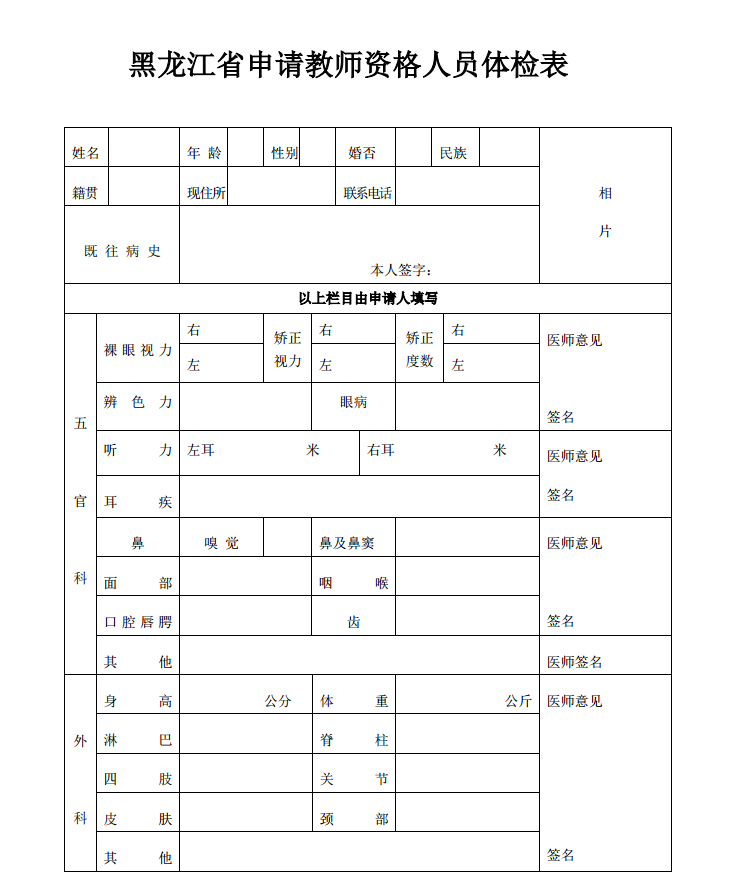 黑龙江省申请教师资格人员体检表
姓名 年 龄 性别 婚否 民族
籍贯 现住所 联系电话
相
片
既 往 病 史
本人签字：
以上栏目由申请人填写
五
官
科
裸 眼 视 力 右 矫正 右 矫正 右
左 视力 左 度数 左
医师意见
辨 色 力 眼病
签名
听 力 左耳 米 右耳 米
医师意见
耳 疾
签名
鼻 嗅 觉 鼻及鼻窦
医师意见
面 部 咽 喉
口 腔 唇 腭 齿
签名
其 他 医师签名
外
科
身 高 公分 体 重 公斤
医师意见
淋 巴 脊 柱
四 肢 关 节
皮 肤 颈 部
其 他
签名